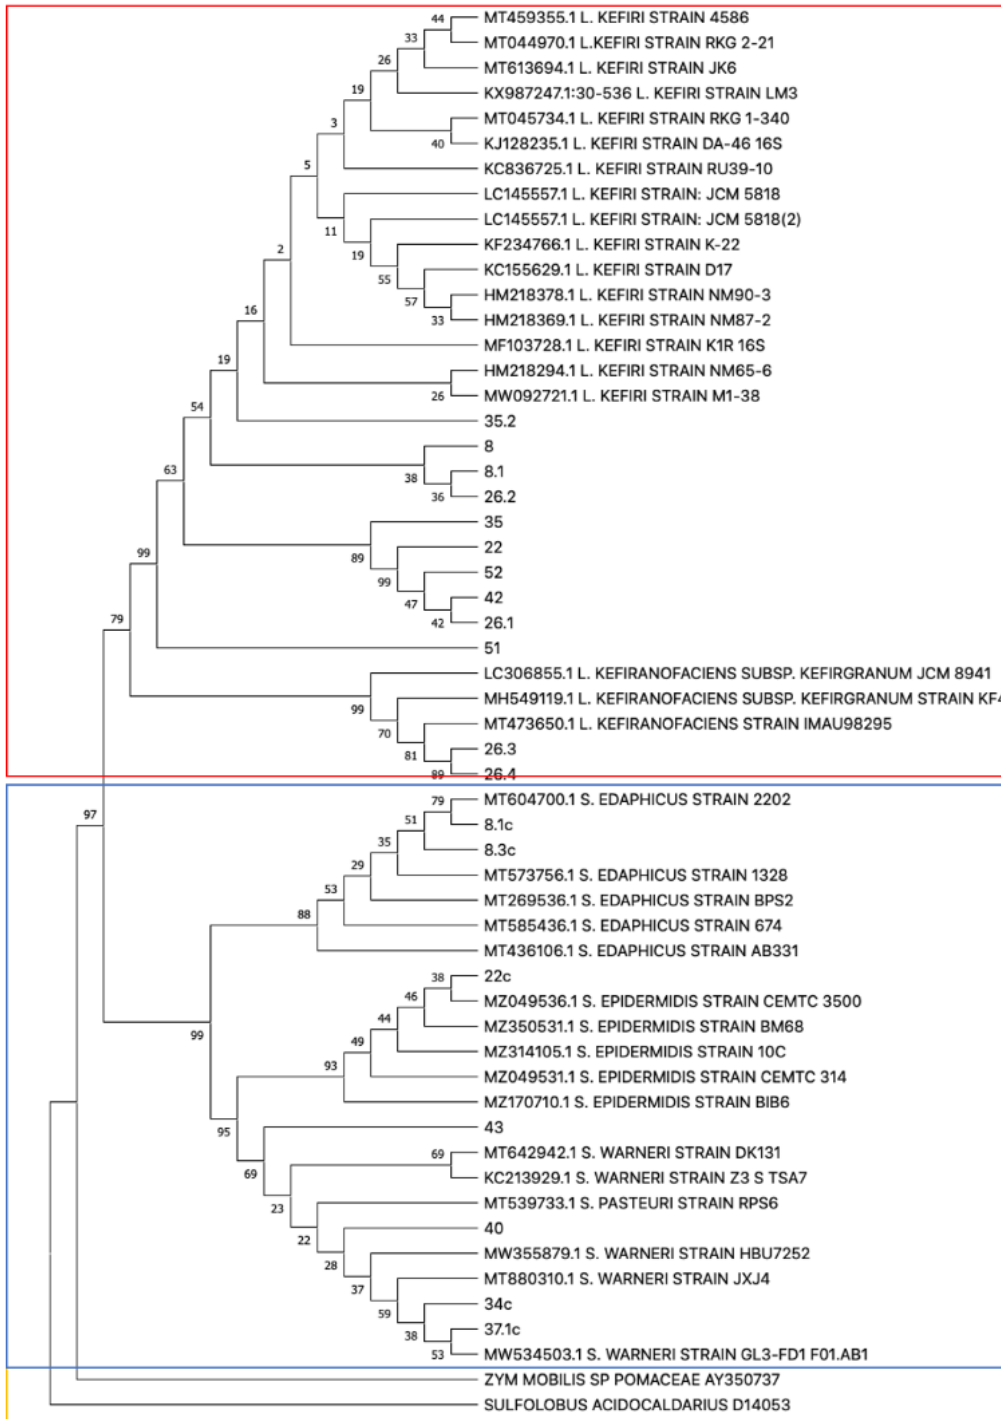 44 MT459355.1 L. KEFIRI STRAIN 4586
33 MT044970.1 L.KEFIRI STRAIN RKG 2-21
26 MT613694.1 L. KEFIRI STRAIN JK6
19 KX987247.1:30-536 L. KEFIRI STRAIN LM3
3 MT045734.1 L. KEFIRI STRAIN RKG 1-340
40 KJ128235.1 L. KEFIRI STRAIN DA-46 16S
5 KC836725.1 L. KEFIRI STRAIN RU39-10
LC145557.1 L. KEFIRI STRAIN: JCM 5818
11 LC145557.1 L. KEFIRI STRAIN: JCM 5818(2)
2 19 KF234766.1 L. KEFIRI STRAIN K-22
55 KC155629.1 L. KEFIRI STRAIN D17
57 HM218378.1 L. KEFIRI STRAIN NM90-3
16 33 HM218369.1 L. KEFIRI STRAIN NM87-2
MF103728.1 L. KEFIRI STRAIN K1R 16S
19 HM218294.1 L. KEFIRI STRAIN NM65-6
26 MW092721.1 L. KEFIRI STRAIN M1-38
54 35.2
8
63 38 8.1
36 26.2
35
99 89 22
99 52
47 42
79 42 26.1
51
LC306855.1 L. KEFIRANOFACIENS SUBSP. KEFIRGRANUM JCM 8941
99 MH549119.1 L. KEFIRANOFACIENS SUBSP. KEFIRGRANUM STRAIN
70 MT473650.1 L. KEFIRANOFACIENS STRAIN IMAU98295
81 26.3
89 26.4
97 79 MT604700.1 S. EDAPHICUS STRAIN 2202
51 8.1c
35 8.3c
29 MT573756.1 S. EDAPHICUS STRAIN 1328
53 MT269536.1 S. EDAPHICUS STRAIN BPS2
88 MT585436.1 S. EDAPHICUS STRAIN 674
MT436106.1 S. EDAPHICUS STRAIN AB331
38 22c
46 MZ049536.1 S. EPIDERMIDIS STRAIN CEMTC 3500
44 MZ350531.1 S. EPIDERMIDIS STRAIN BM68
99 49 MZ314105.1 S. EPIDERMIDIS STRAIN 10C
93 MZ049531.1 S. EPIDERMIDIS STRAIN CEMTC 314
MZ170710.1 S. EPIDERMIDIS STRAIN BIB6
95 43
69 69 MT642942.1 S. WARNERI STRAIN DK131
KC213929.1 S. WARNERI STRAIN Z3 S TSA7
23 MT539733.1 S. PASTEURI STRAIN RPS6
22 40
28 MW355879.1 S. WARNERI STRAIN HBU7252
37 MT880310.1 S. WARNERI STRAIN JXJ4
59 34c
38 37.1c
53 MW534503.1 S. WARNERI STRAIN GL3-FD1 F01.AB1
ZYM MOBILIS SP POMACEAE AY350737
SULFOLOBUS ACIDOCALDARIUS D14053